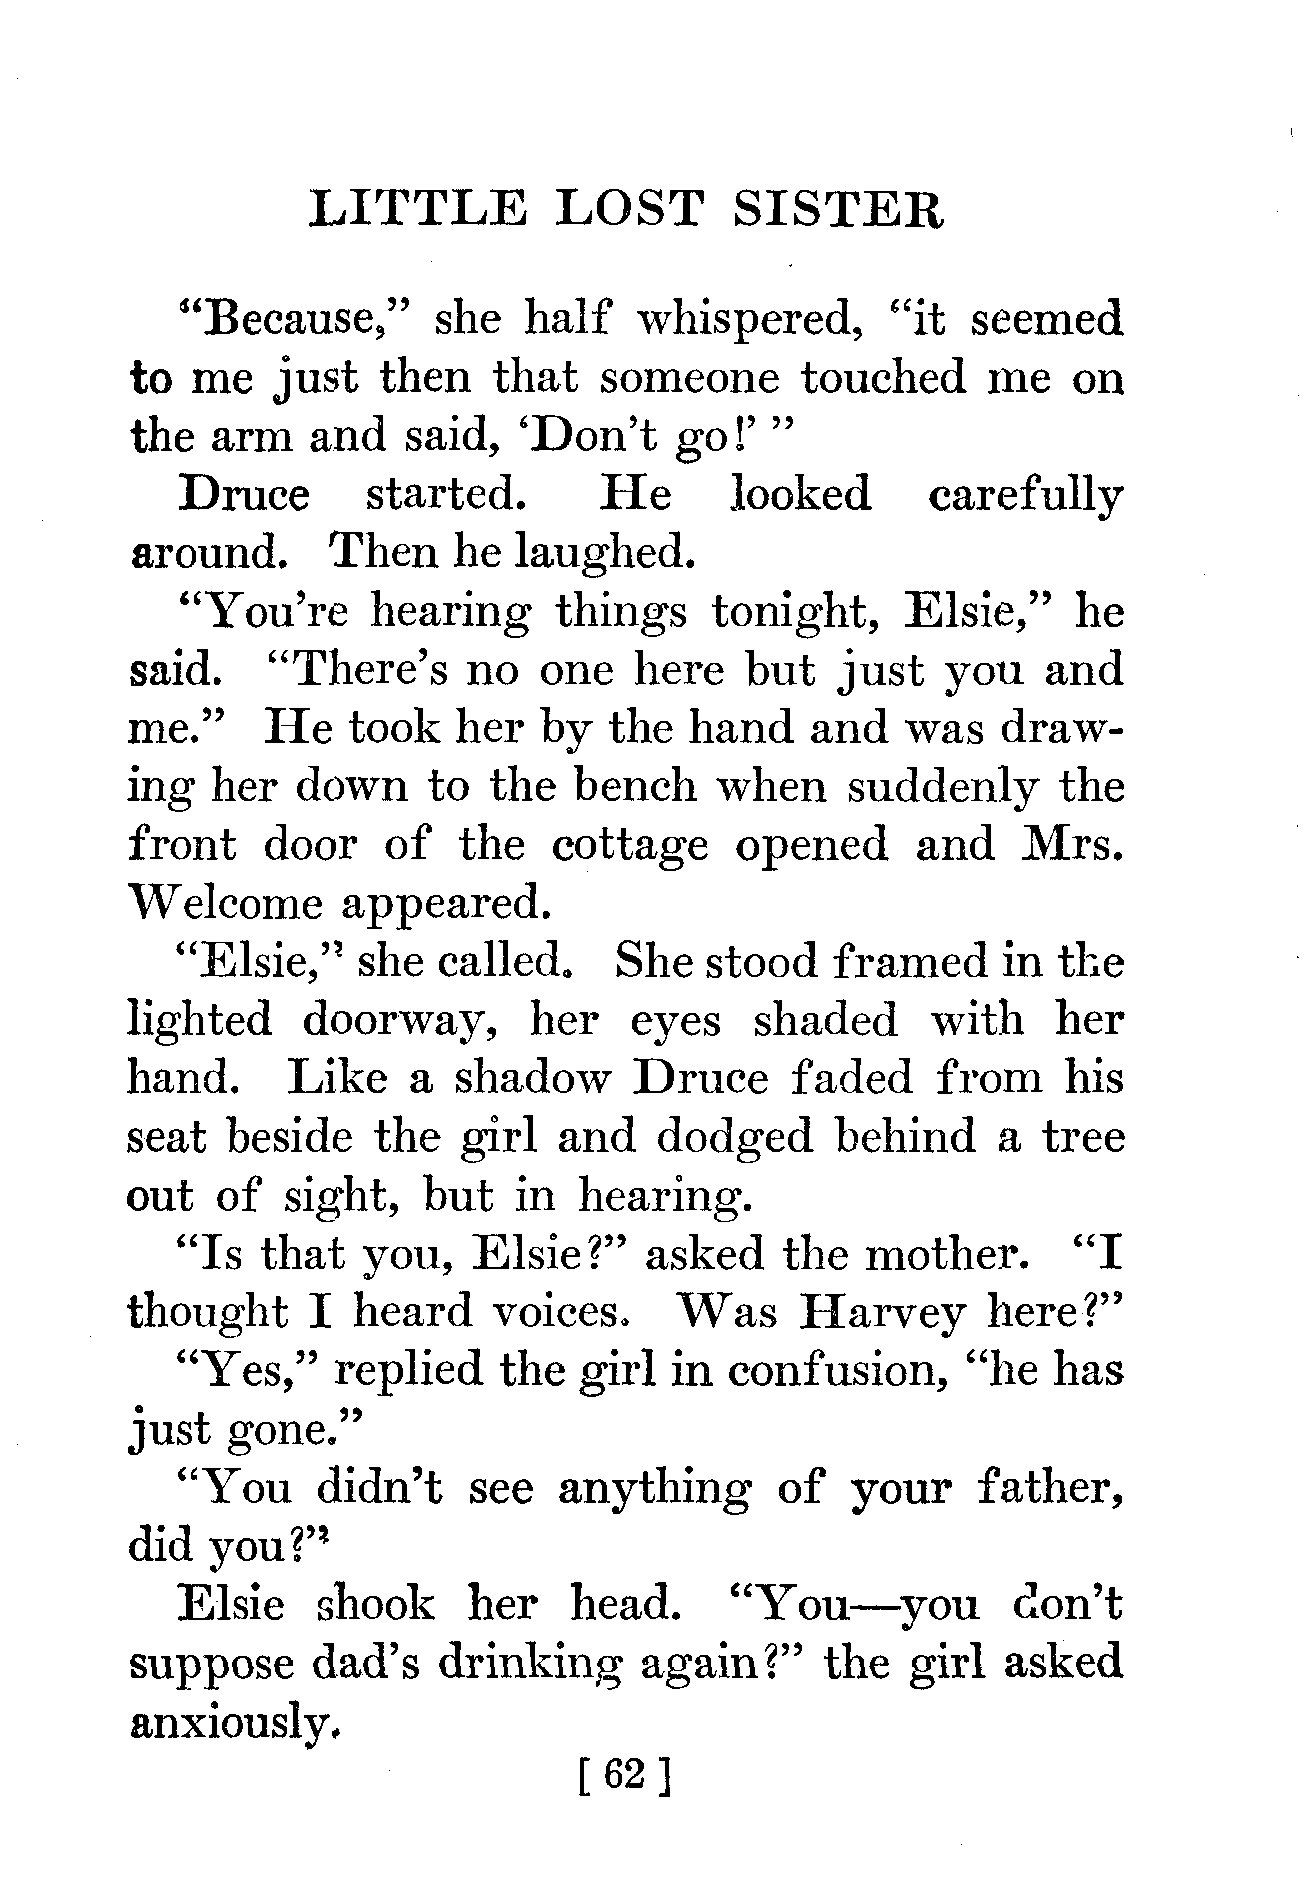 LITTLE LOST SISTER
“Because,” she half whispered, “it seemed
to me just then that someone touched me on
the arm and said, ‘Don’t go!’ ”
Druce started. He looked carefully
around. Then he laughed.
“You’re hearing things tonight, Elsie,” he
said. “There’s no one here but just you and
me.” He took her by the hand and was draw-
ing her down to the bench when suddenly the
front door of the cottage opened and Mrs.
Welcome appeared.
“Elsie,” she called. She stood framed in the
lighted doorway, her eyes shaded with her
hand. Like a shadow Druce faded from his
seat beside the girl and dodged behind a tree
out of sight, but in hearing.
“Is that you, Elsie?” asked the mother. “I
thought I heard voices. Was Harvey here?”
“Yes,” replied the girl in confusion, “he has
just gone.”
“You didn’t see anything of your father,
did you?”
Elsie shook her head. “You—you don’t
suppose dad’s drinking again?” the girl asked
anxiously.
[ 62 ]